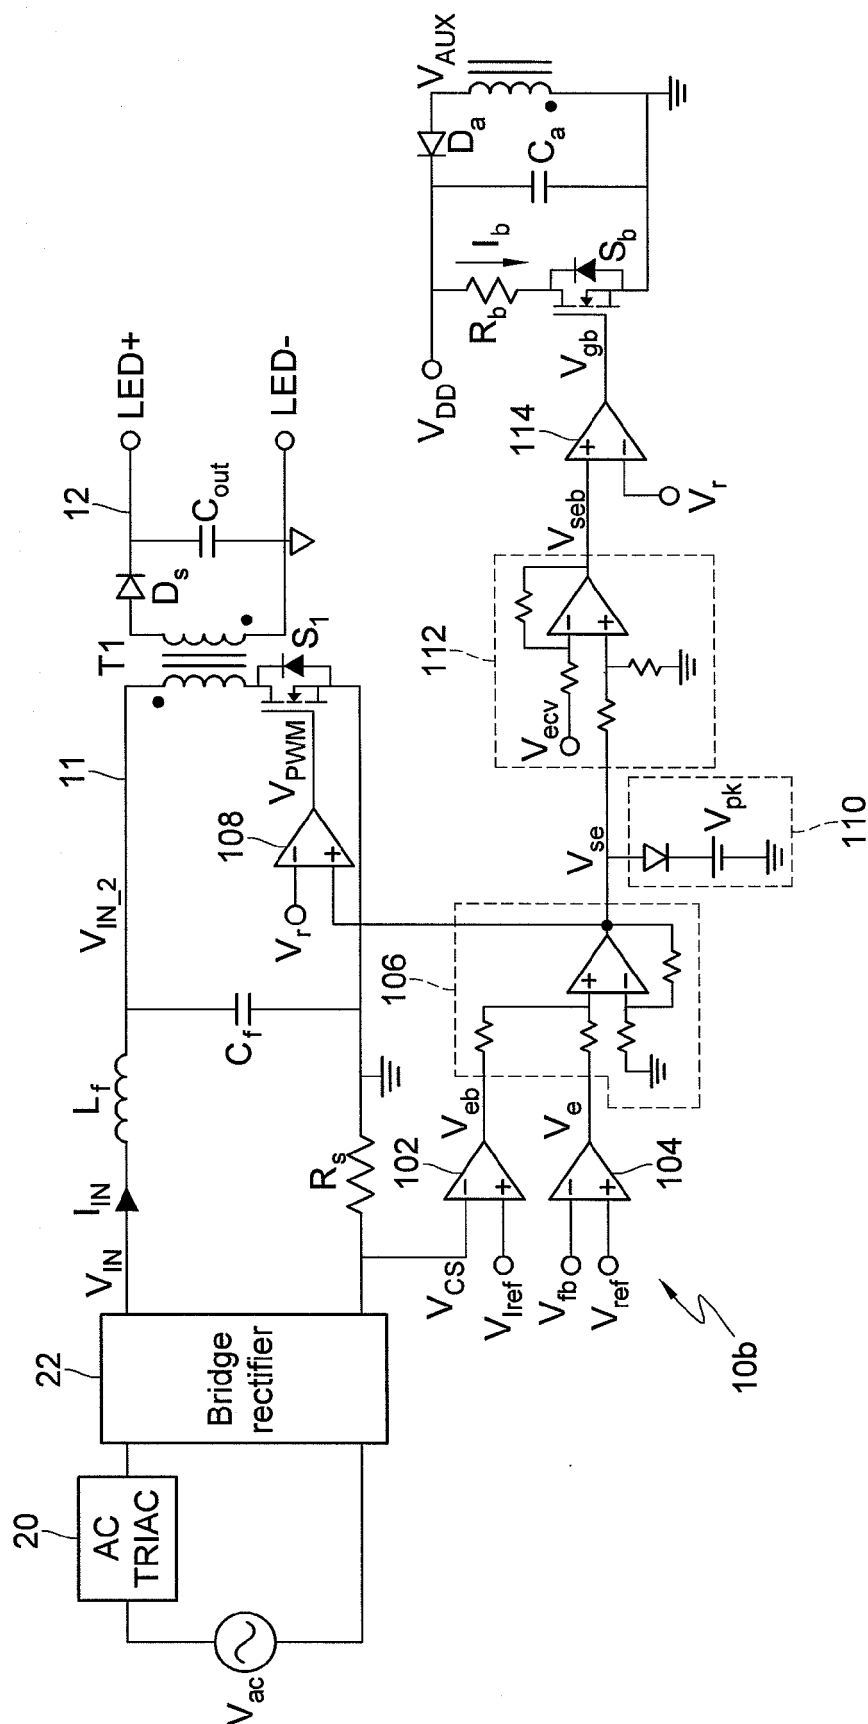 20
AC
TRIAC
V_ac
22
Bridge
rectifier
V_IN
I_IN
L_f
V_IN_2
11
T1
12
LED+
LED-
D_s
C_out
C_f
R_s
V_r
108
−
+
V_PWM
S_1
V_CS
V_Iref
102
−
+
V_eb
V_fb
V_ref
104
−
+
V_e
106
+
−
V_se
V_pk
110
112
V_ecv
−
+
V_seb
114
+
−
V_r
V_gb
V_DD
R_b
I_b
S_b
D_a
C_a
V_AUX
10b